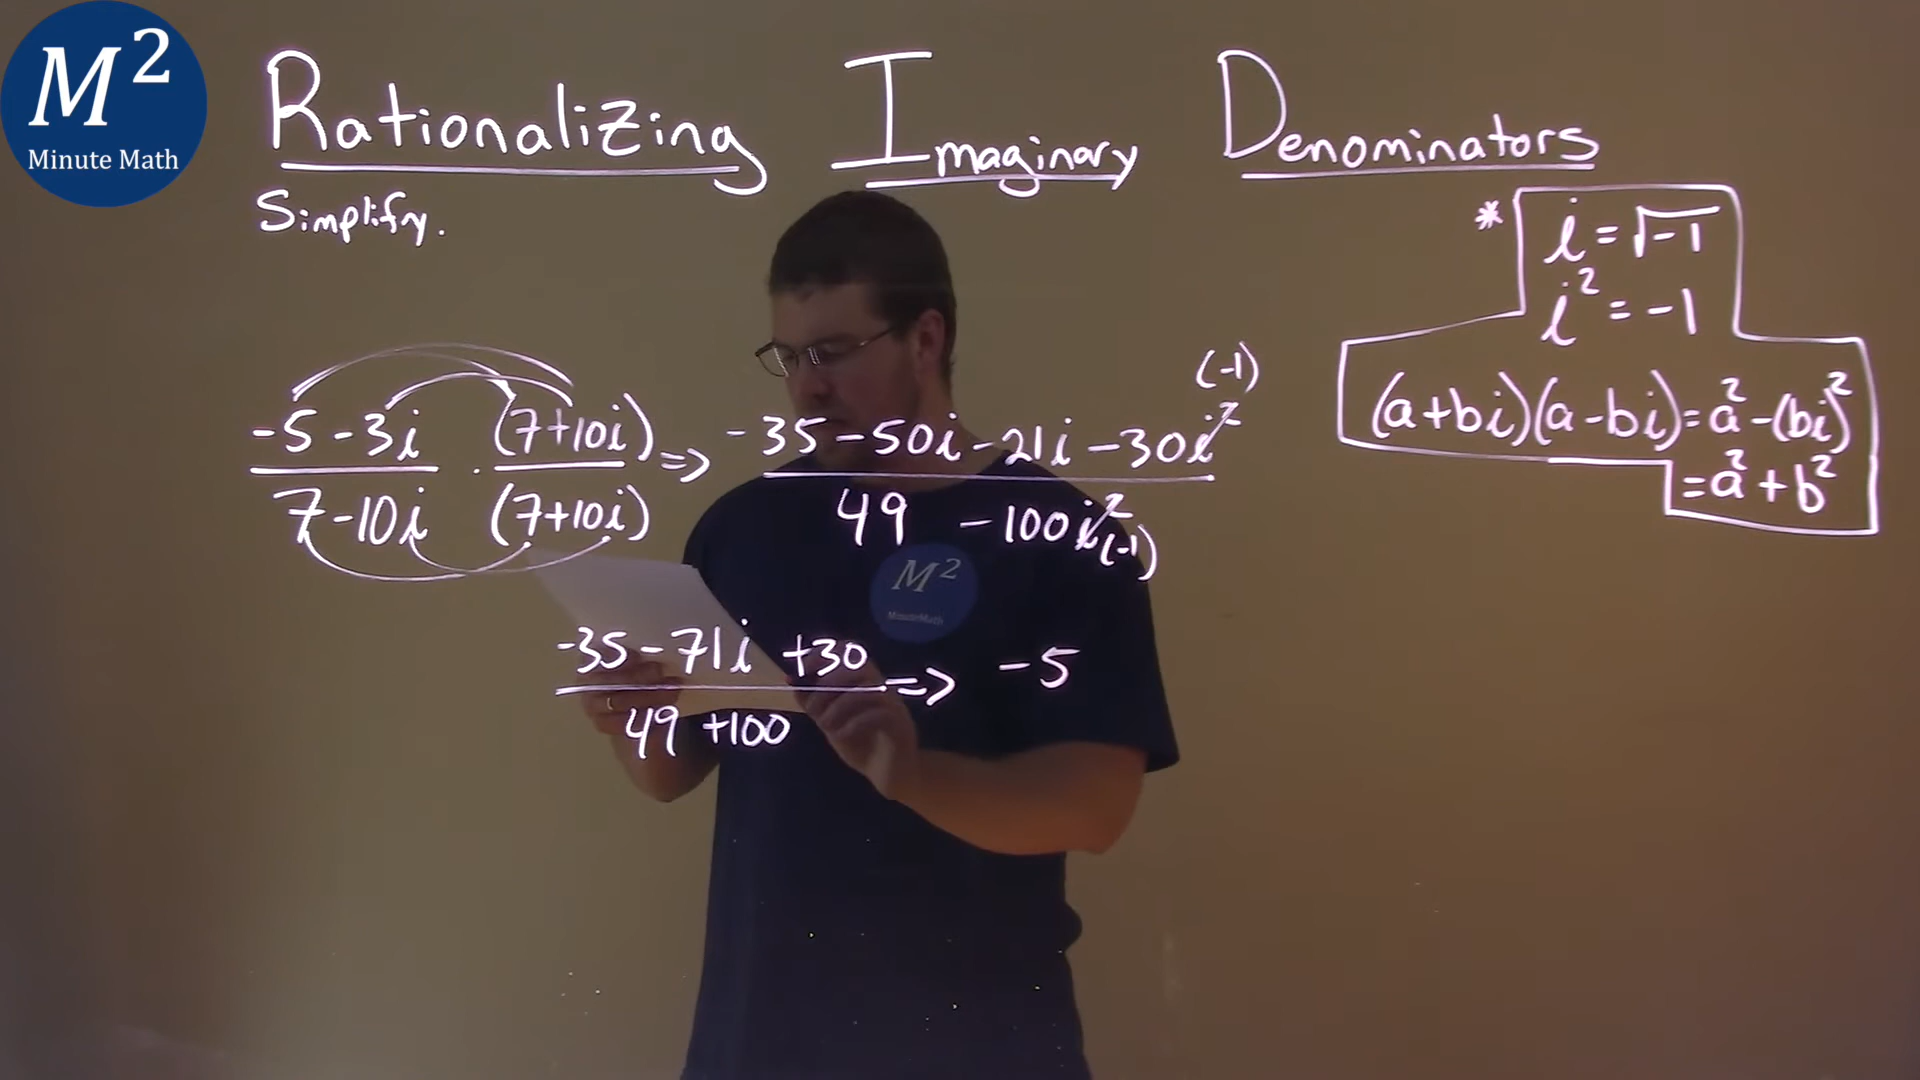 M²
Minute Math
Rationalizing Imaginary Denominators
Simplify.
* i = √-1
i² = -1
(a+bi)(a-bi) = a² - (bi)²
= a² + b²
(-1)
-5-3i (7+10i) => -35-50i-21i-30i²
7-10i · (7+10i) 49 -100i² (-1)
M²
MinuteMath
-35-71i +30 => -5
49 +100